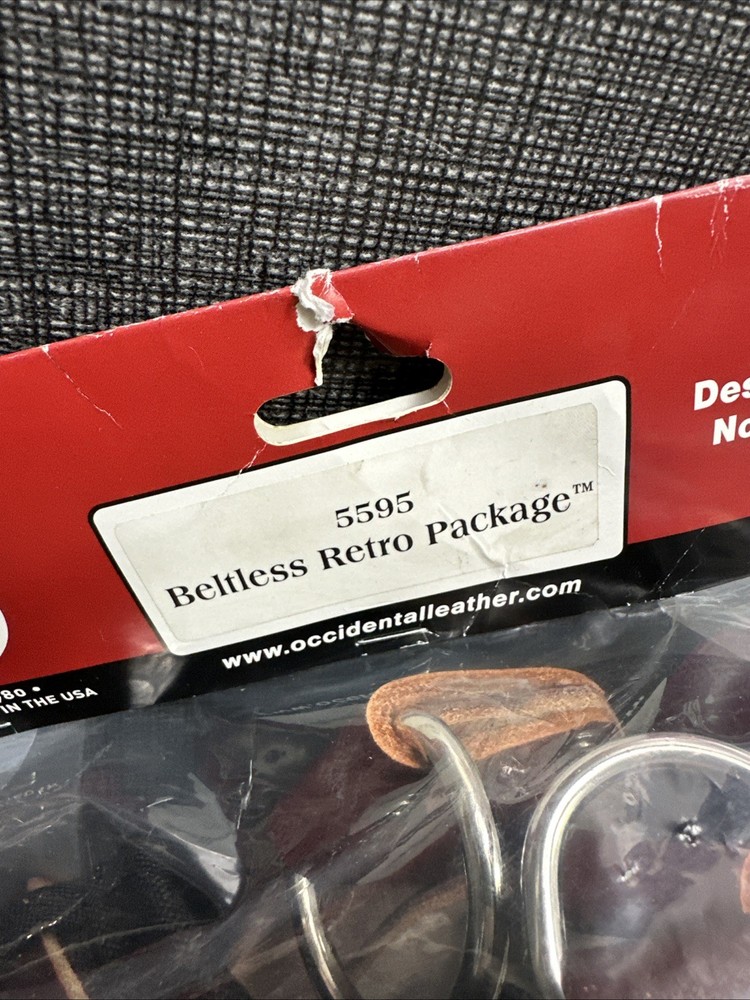 5595
Beltless Retro Package™
www.occidentalleather.com
IN THE USA